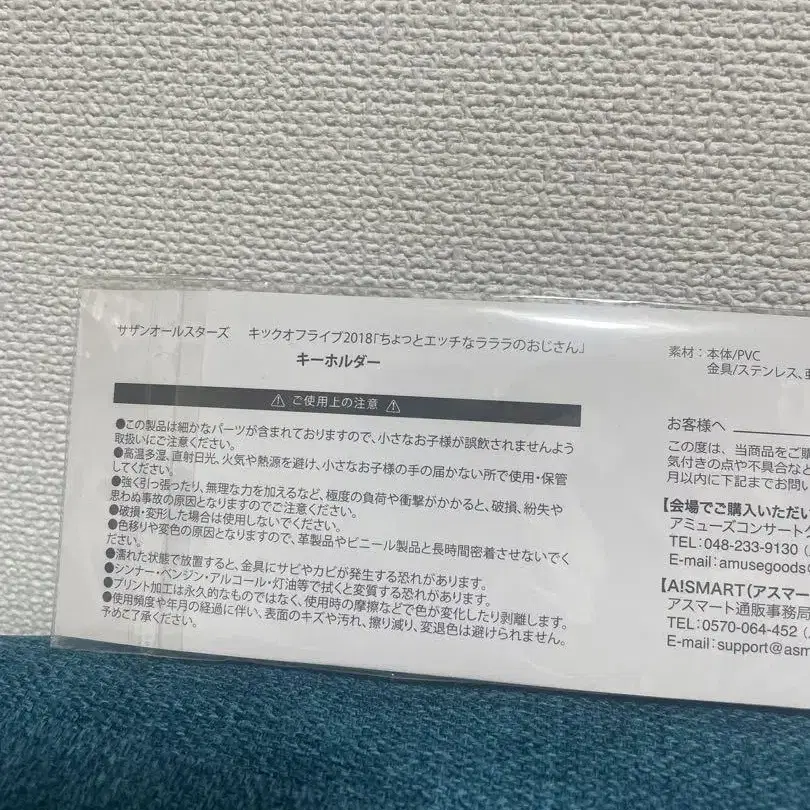 サザンオールスターズ　キックオフライブ2018「ちょっとエッチなラララのおじさん」
キーホルダー
⚠ ご使用上の注意 ⚠
●この製品は細かなパーツが含まれておりますので、小さなお子様が誤飲されませんよう
取扱いにご注意ください。
●高温多湿、直射日光、火気や熱源を避け、小さなお子様の手の届かない所で使用・保管
してください。
●強く引っ張ったり、無理な力を加えるなど、極度の負荷や衝撃がかかると、破損、紛失や
思わぬ事故の原因となりますのでご注意ください。
●破損・変形した場合は使用しないでください。
●色移りや変色の原因となりますので、革製品やビニール製品と長時間密着させないでく
ださい。
●濡れた状態で放置すると、金具にサビやカビが発生する恐れがあります。
●シンナー・ベンジン・アルコール・灯油等で拭くと変質する恐れがあります。
●プリント加工は永久的なものではなく、使用時の摩擦などで色が変化したり剥離します。
●使用頻度や年月の経過に伴い、表面のキズや汚れ、擦り減り、変退色は避けられません。
予めご了承ください。
素材：本体/PVC
金具/ステンレス、
お客様へ
この度は、当商品をご購
気付きの点や不具合など
月以内に下記までお問い
【会場でご購入いただい
アミューズコンサートグ
TEL：048-233-9130
E-mail：amusegoods
【A!SMART（アスマー
アスマート通販事務局
TEL：0570-064-452
E-mail：support@asm